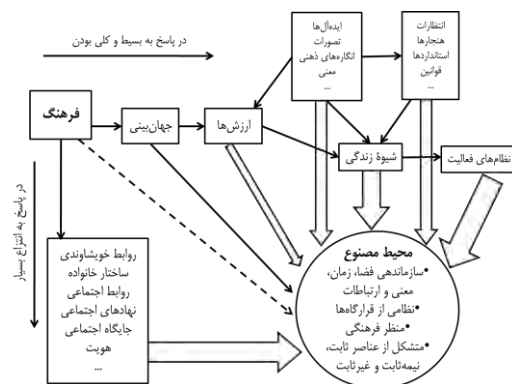 در پاسخ به بسیط و کلی بودن
ایده‌آل‌ها
تصورات
انگاره‌های ذهنی
معنی
...
انتظارات
هنجارها
استانداردها
قوانین
...
فرهنگ
جهان‌بینی
ارزش‌ها
شیوهٔ زندگی
نظام‌های فعالیت
در پاسخ به انتزاع بسیار
روابط خویشاوندی
ساختار خانواده
روابط اجتماعی
نهادهای اجتماعی
جایگاه اجتماعی
هویت
...
محیط مصنوع
•سازماندهی فضا، زمان،
معنی و ارتباطات
•نظامی از قرارگاه‌ها
•منظر فرهنگی
•متشکل از عناصر ثابت،
نیمه‌ثابت و غیرثابت